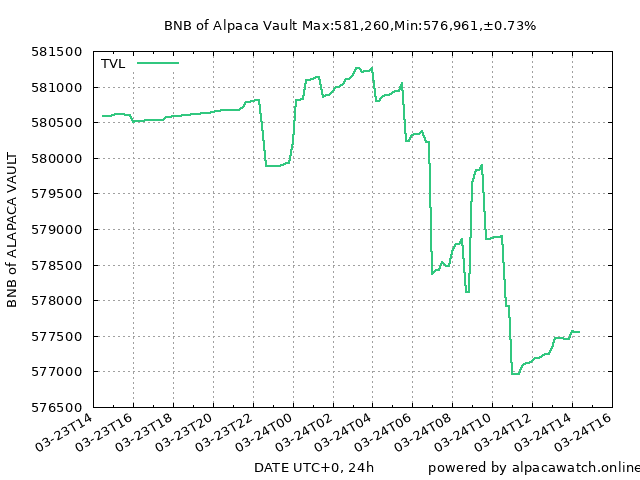 BNB of Alpaca Vault Max:581,260,Min:576,961,±0.73%
TVL
581500
581000
580500
580000
579500
579000
578500
578000
577500
577000
576500
BNB of ALAPACA VAULT
03-23T14
03-23T16
03-23T18
03-23T20
03-23T22
03-24T00
03-24T02
03-24T04
03-24T06
03-24T08
03-24T10
03-24T12
03-24T14
03-24T16
DATE UTC+0, 24h
powered by alpacawatch.online